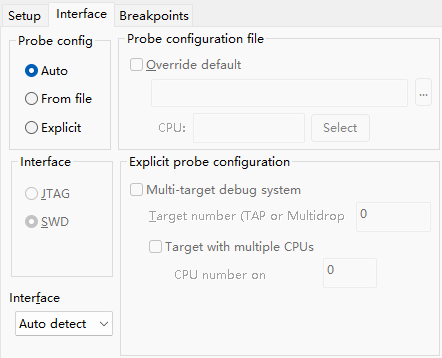 Setup Interface Breakpoints
Probe config
Auto
From file
Explicit
Probe configuration file
Override default
...
CPU:
Select
Interface
JTAG
SWD
Explicit probe configuration
Multi-target debug system
Target number (TAP or Multidrop 0
Target with multiple CPUs
CPU number on 0
Interface
Auto detect